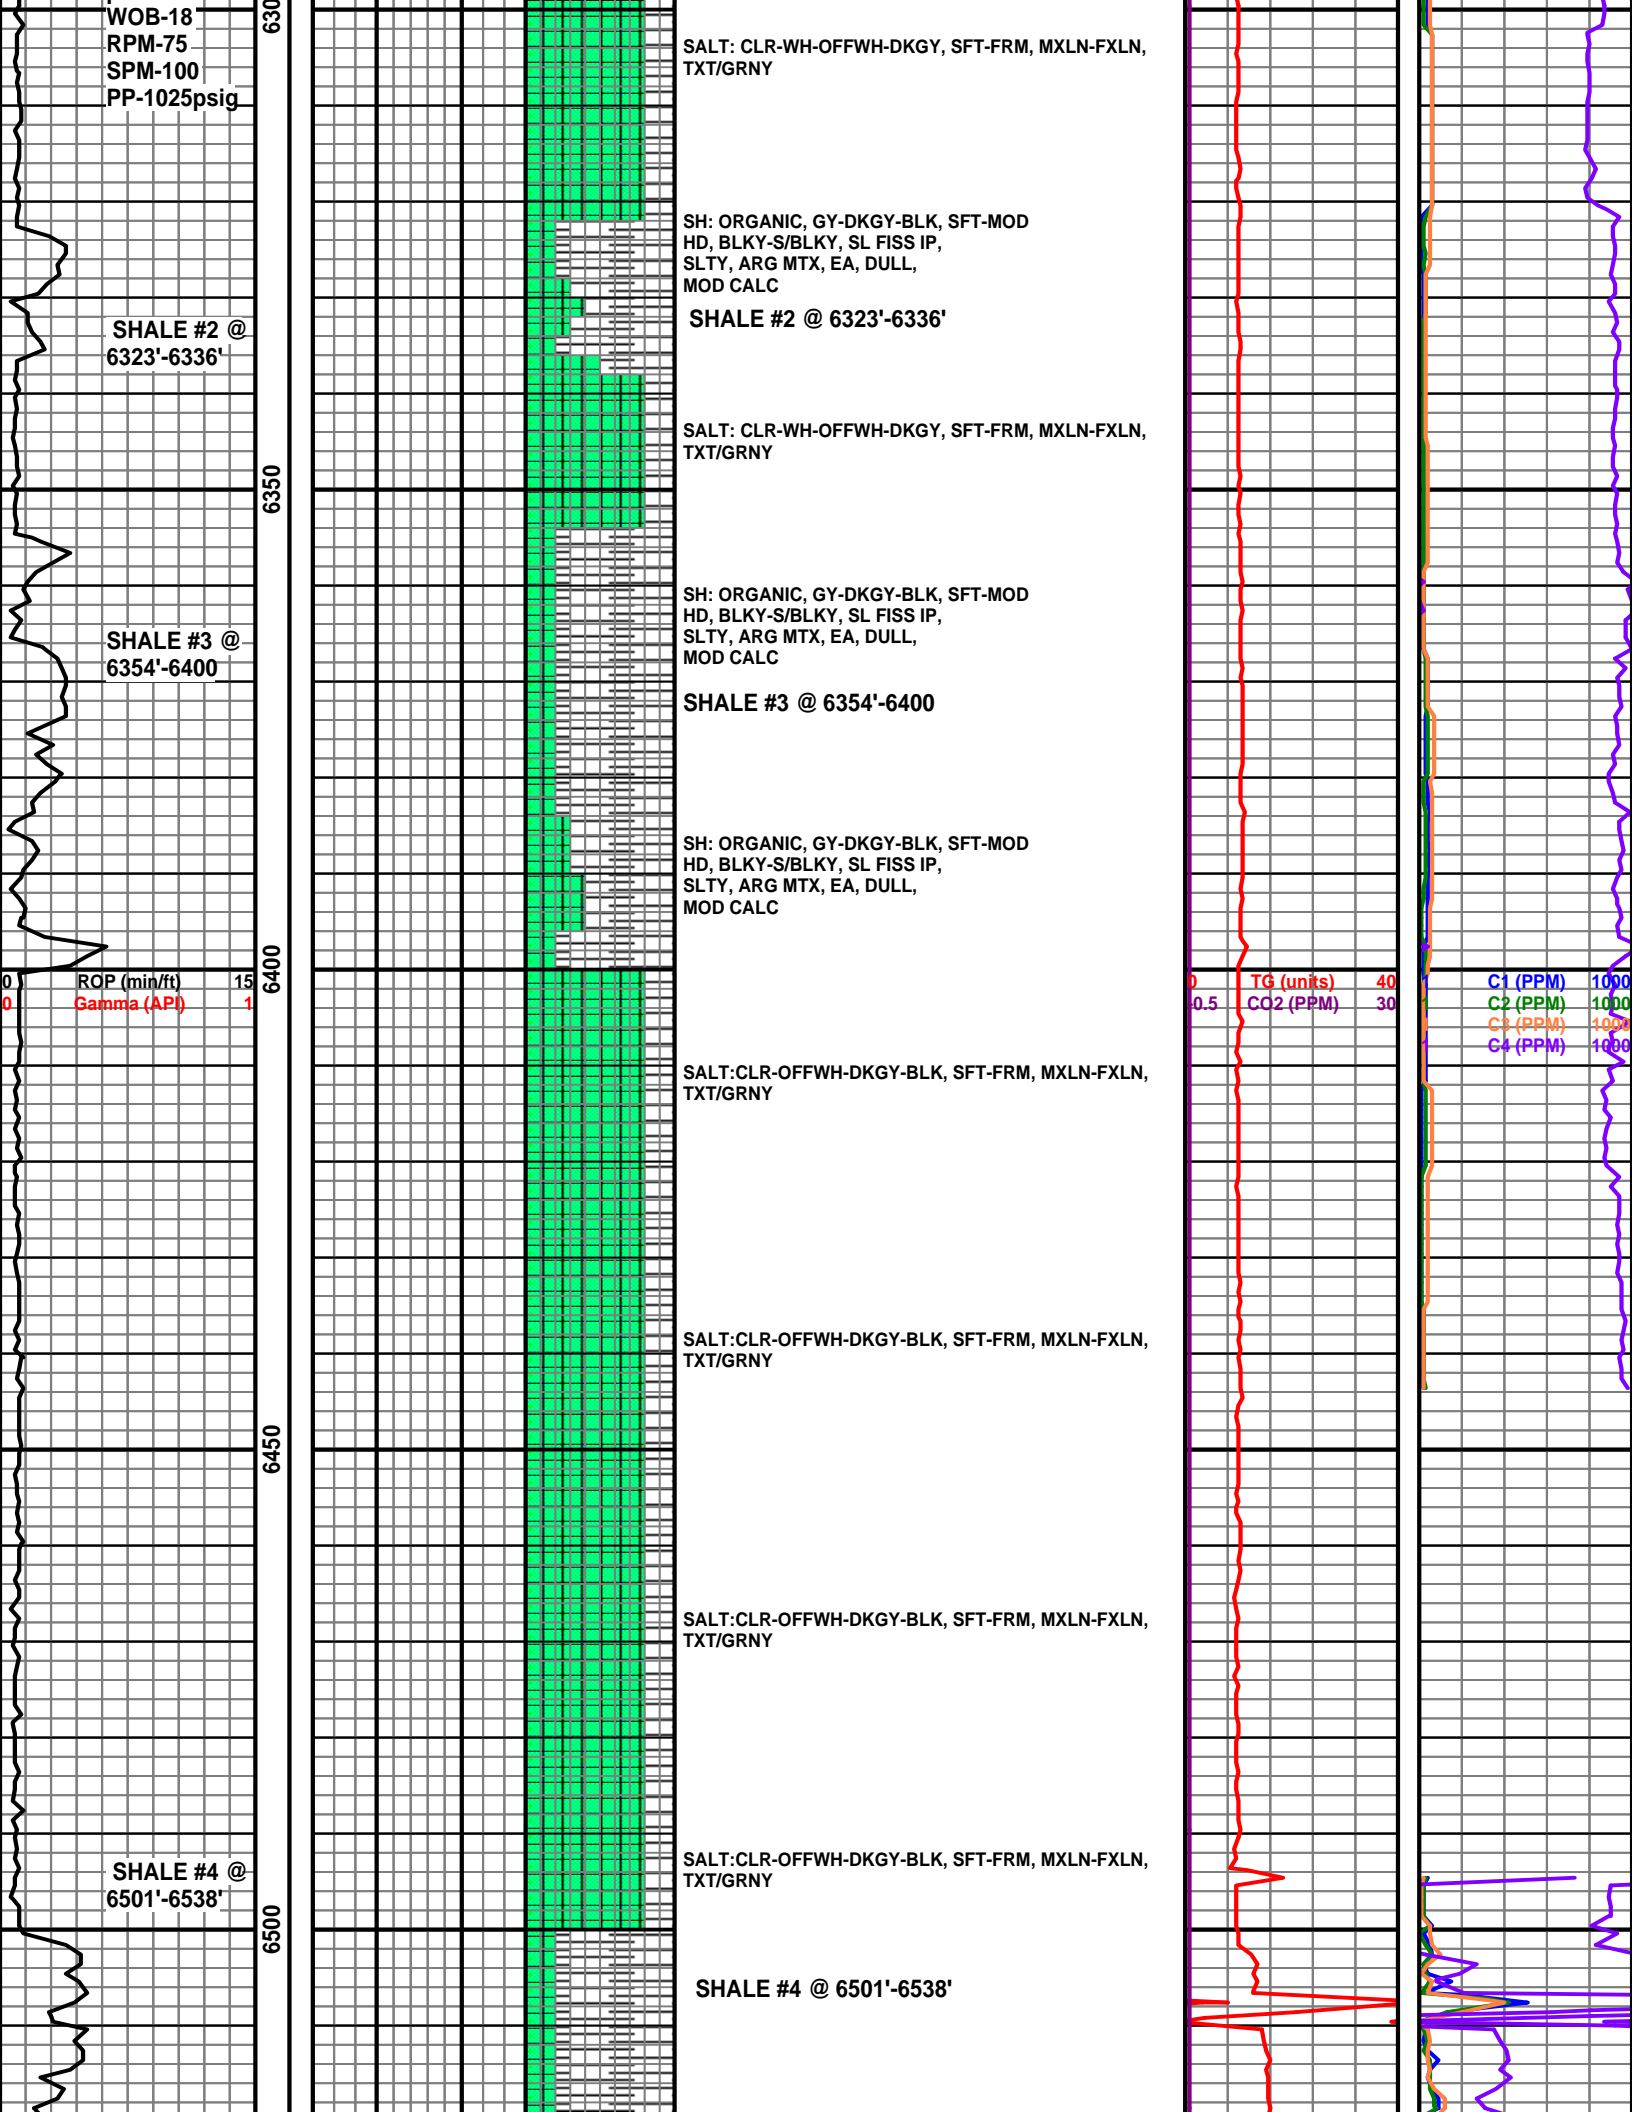 WOB-18
RPM-75
SPM-100
PP-1025psig
SALT: CLR-WH-OFFWH-DKGY, SFT-FRM, MXLN-FXLN,
TXT/GRNY
SH: ORGANIC, GY-DKGY-BLK, SFT-MOD
HD, BLKY-S/BLKY, SL FISS IP,
SLTY, ARG MTX, EA, DULL,
MOD CALC
SHALE #2 @ 6323'-6336'
SHALE #2 @
6323'-6336'
SALT: CLR-WH-OFFWH-DKGY, SFT-FRM, MXLN-FXLN,
TXT/GRNY
6350
SH: ORGANIC, GY-DKGY-BLK, SFT-MOD
HD, BLKY-S/BLKY, SL FISS IP,
SLTY, ARG MTX, EA, DULL,
MOD CALC
SHALE #3 @
6354'-6400
SHALE #3 @ 6354'-6400
SH: ORGANIC, GY-DKGY-BLK, SFT-MOD
HD, BLKY-S/BLKY, SL FISS IP,
SLTY, ARG MTX, EA, DULL,
MOD CALC
6400
0 ROP (min/ft) 15
0 Gamma (API) 1
0 TG (units) 40
-0.5 CO2 (PPM) 30
C1 (PPM) 1000
C2 (PPM) 1000
C3 (PPM) 1000
C4 (PPM) 1000
SALT:CLR-OFFWH-DKGY-BLK, SFT-FRM, MXLN-FXLN,
TXT/GRNY
SALT:CLR-OFFWH-DKGY-BLK, SFT-FRM, MXLN-FXLN,
TXT/GRNY
6450
SALT:CLR-OFFWH-DKGY-BLK, SFT-FRM, MXLN-FXLN,
TXT/GRNY
SALT:CLR-OFFWH-DKGY-BLK, SFT-FRM, MXLN-FXLN,
TXT/GRNY
SHALE #4 @
6501'-6538'
6500
SHALE #4 @ 6501'-6538'